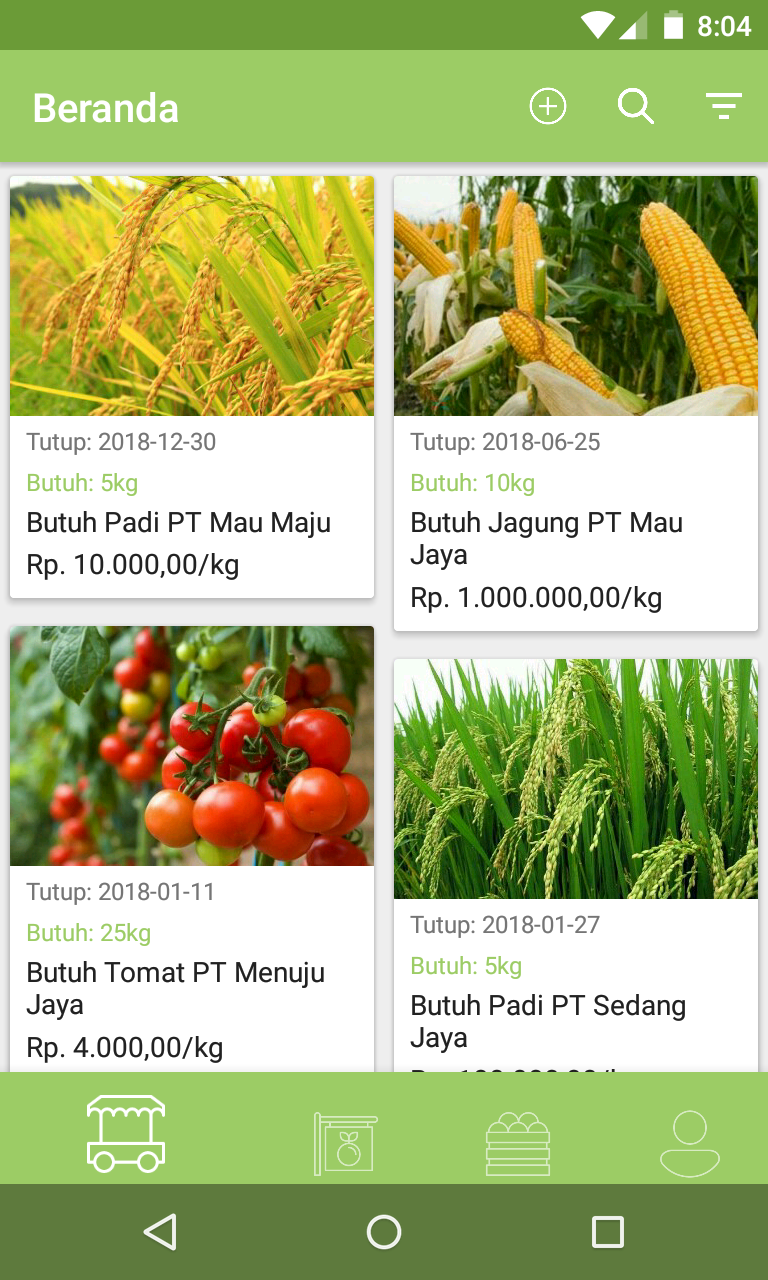 8:04
Beranda
Tutup: 2018-12-30
Butuh: 5kg
Butuh Padi PT Mau Maju
Rp. 10.000,00/kg
Tutup: 2018-06-25
Butuh: 10kg
Butuh Jagung PT Mau
Jaya
Rp. 1.000.000,00/kg
Tutup: 2018-01-11
Butuh: 25kg
Butuh Tomat PT Menuju
Jaya
Rp. 4.000,00/kg
Tutup: 2018-01-27
Butuh: 5kg
Butuh Padi PT Sedang
Jaya